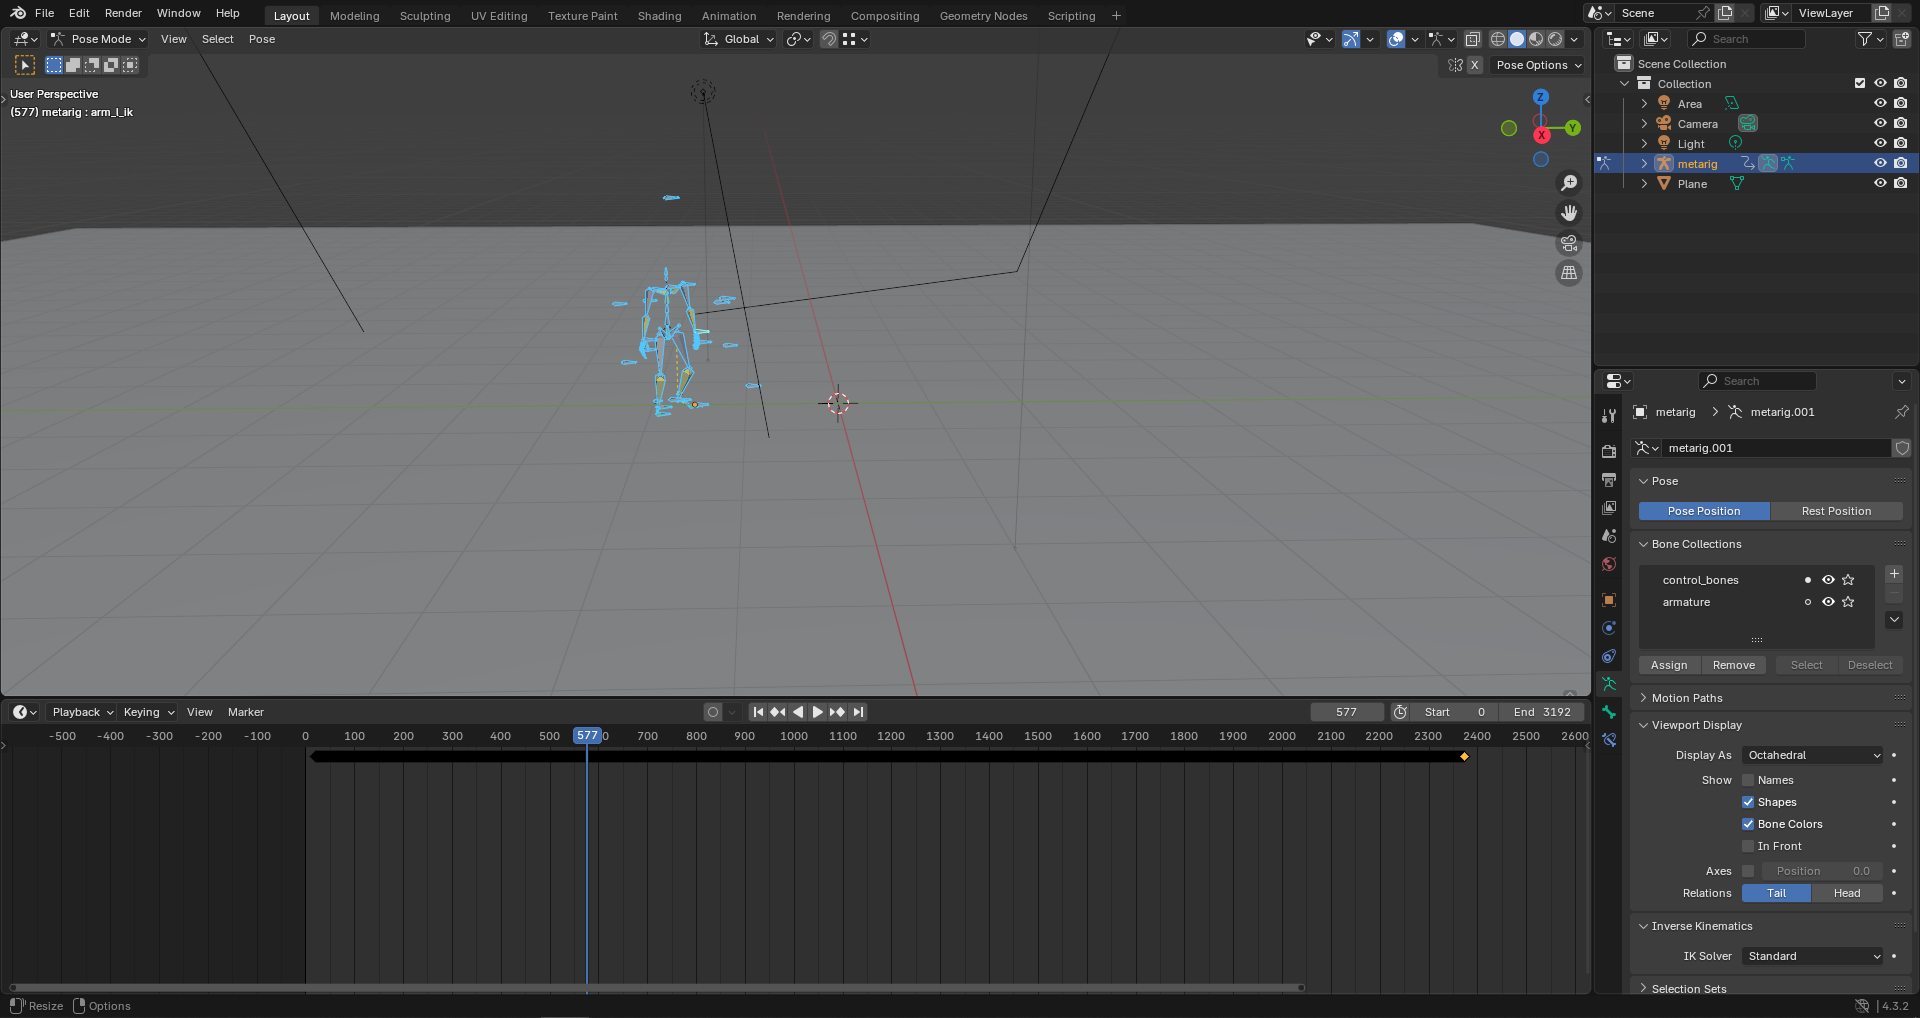 File Edit Render Window Help Layout Modeling Sculpting UV Editing Texture Paint Shading Animation Rendering Compositing Geometry Nodes Scripting + Scene ViewLayer
Pose Mode View Select Pose Global Search
X Pose Options
User Perspective
(577) metarig : arm_l_ik
Z
Y
X
Scene Collection
Collection
Area
Camera
Light
metarig
Plane
Search
metarig > metarig.001
metarig.001
Pose
Pose Position Rest Position
Bone Collections
control_bones
armature
Assign Remove Select Deselect
Motion Paths
Viewport Display
Display As Octahedral
Show Names
Shapes
Bone Colors
In Front
Axes Position 0.0
Relations Tail Head
Inverse Kinematics
IK Solver Standard
Selection Sets
Playback Keying View Marker 577 Start 0 End 3192
-500 -400 -300 -200 -100 0 100 200 300 400 500 577 0 700 800 900 1000 1100 1200 1300 1400 1500 1600 1700 1800 1900 2000 2100 2200 2300 2400 2500 2600
Resize Options 4.3.2